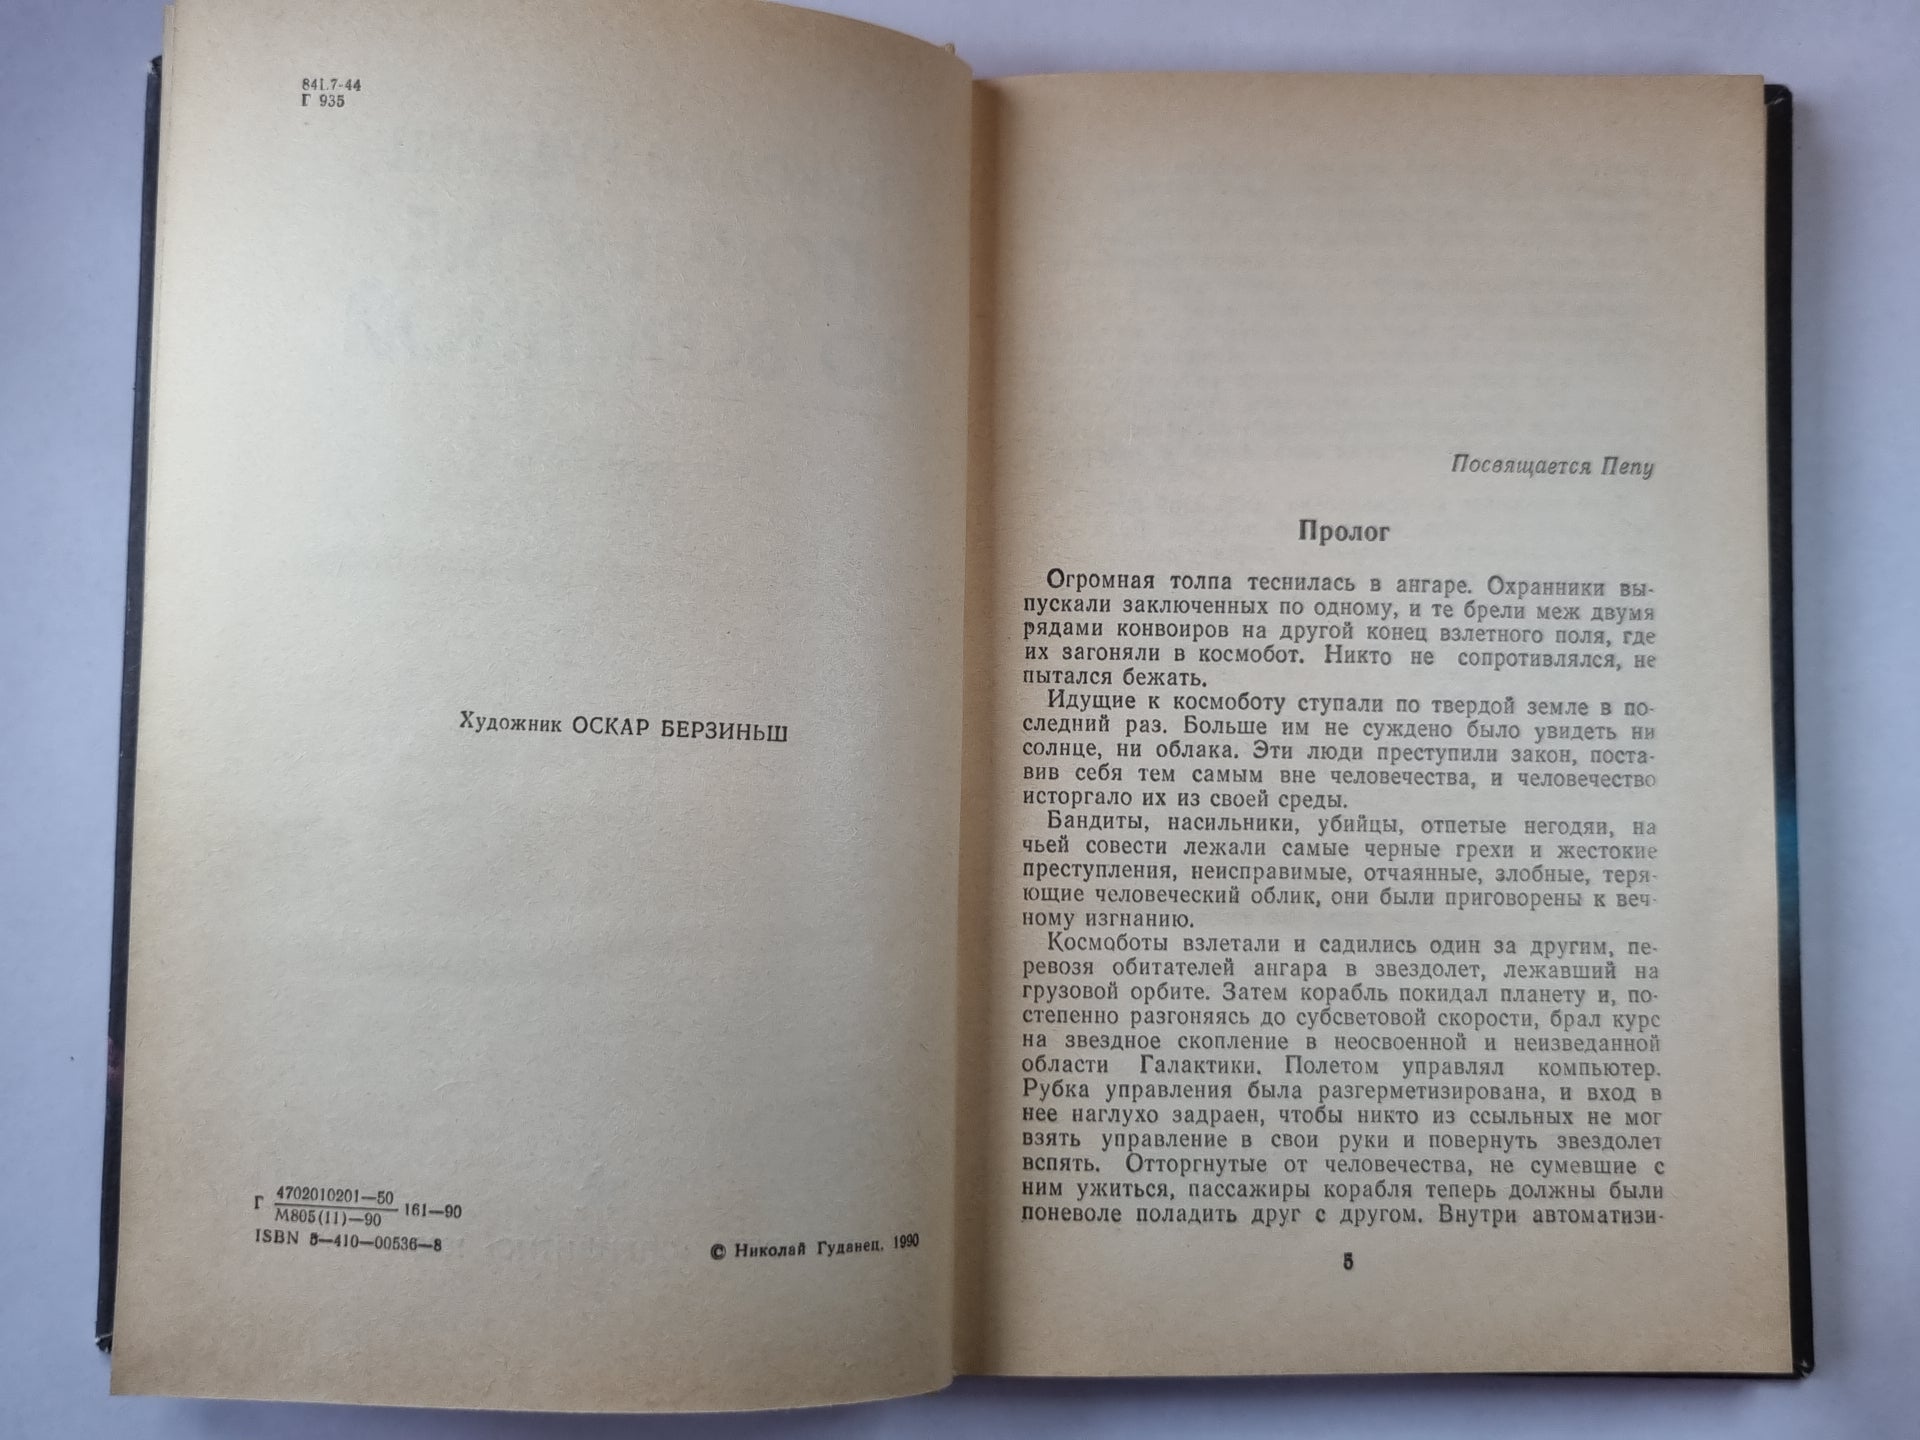 84I.7-44
Г 935
Художник ОСКАР БЕРЗИНЬШ
Г 4702010201—50 161—90
М805(11)—90
ISBN 5—410—00536—8
© Николай Гуданец, 1990
Посвящается Пепу
Пролог
Огромная толпа теснилась в ангаре. Охранники вы-
пускали заключенных по одному, и те брели меж двумя
рядами конвоиров на другой конец взлетного поля, где
их загоняли в космобот. Никто не сопротивлялся, не
пытался бежать.
Идущие к космоботу ступали по твердой земле в по-
следний раз. Больше им не суждено было увидеть ни
солнце, ни облака. Эти люди преступили закон, поста-
вив себя тем самым вне человечества, и человечество
исторгало их из своей среды.
Бандиты, насильники, убийцы, отпетые негодяи, на
чьей совести лежали самые черные грехи и жестокие
преступления, неисправимые, отчаянные, злобные, теря-
ющие человеческий облик, они были приговорены к веч-
ному изгнанию.
Космоботы взлетали и садились один за другим, пе-
ревозя обитателей ангара в звездолет, лежавший на
грузовой орбите. Затем корабль покидал планету и, по-
степенно разгоняясь до субсветовой скорости, брал курс
на звездное скопление в неосвоенной и неизведанной
области Галактики. Полетом управлял компьютер.
Рубка управления была разгерметизирована, и вход в
нее наглухо задраен, чтобы никто из ссыльных не мог
взять управление в свои руки и повернуть звездолет
вспять. Отторгнутые от человечества, не сумевшие с
ним ужиться, пассажиры корабля теперь должны были
поневоле поладить друг с другом. Внутри автоматизи-
5